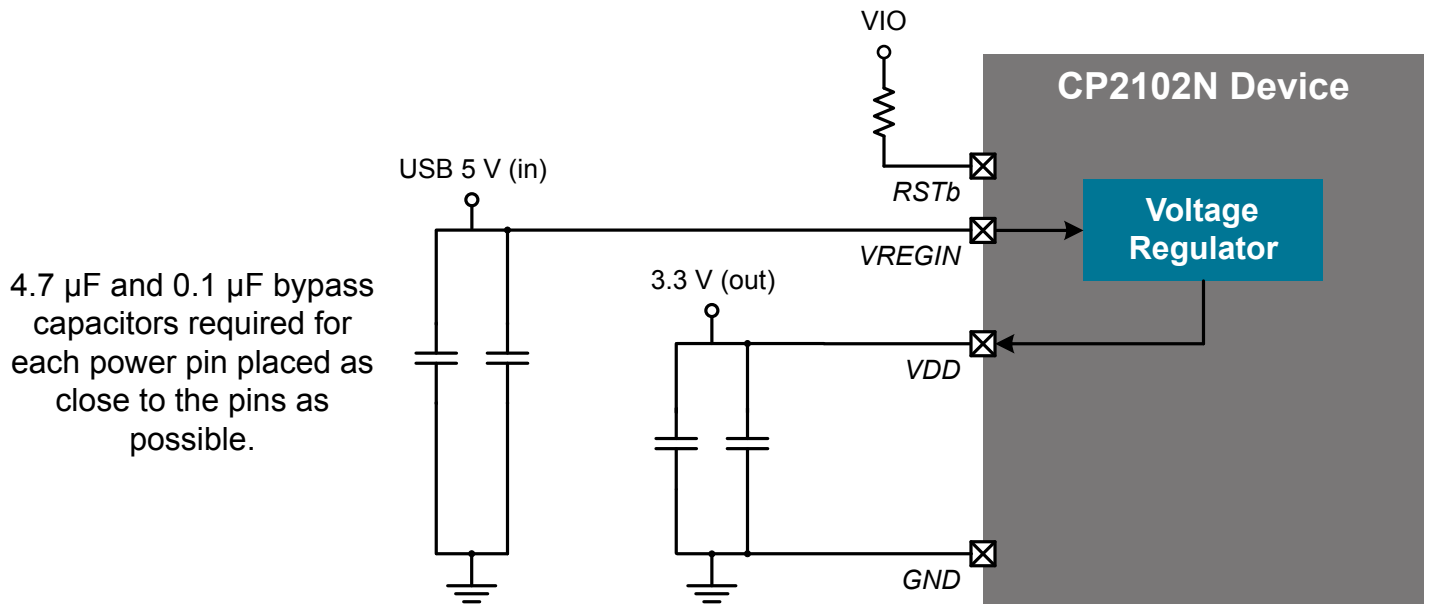 VIO
CP2102N Device
USB 5 V (in)
RSTb
Voltage
Regulator
VREGIN
4.7 µF and 0.1 µF bypass
capacitors required for
each power pin placed as
close to the pins as
possible.
3.3 V (out)
VDD
GND